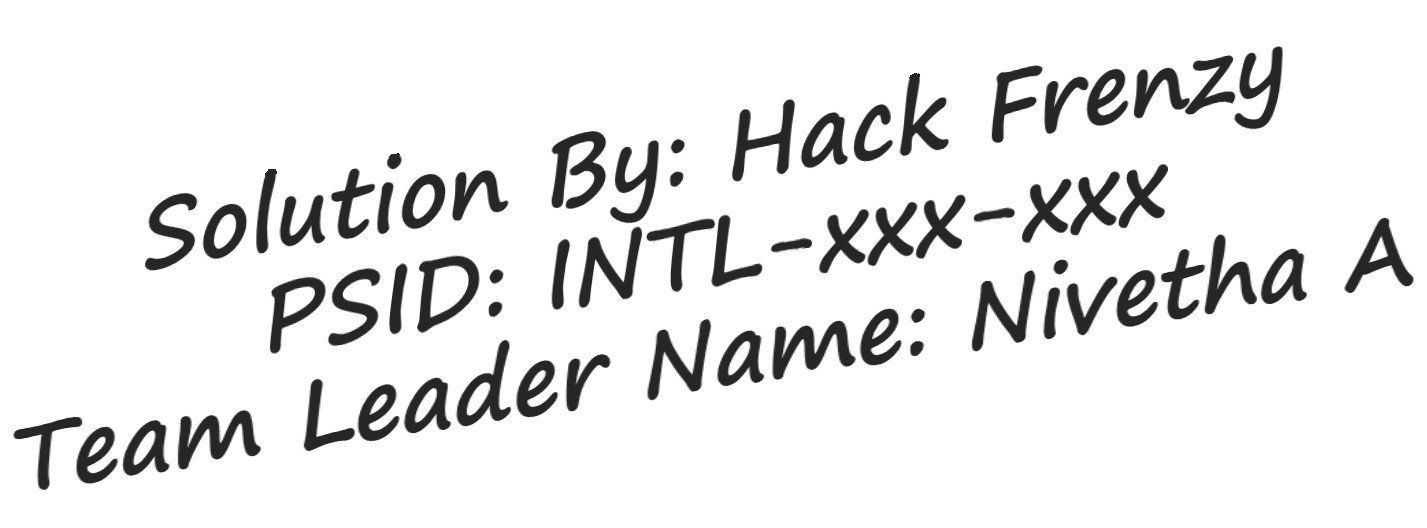 Solution By: Hack Frenzy
PSID: INTL-xxx-xxx
Team Leader Name: Nivetha A